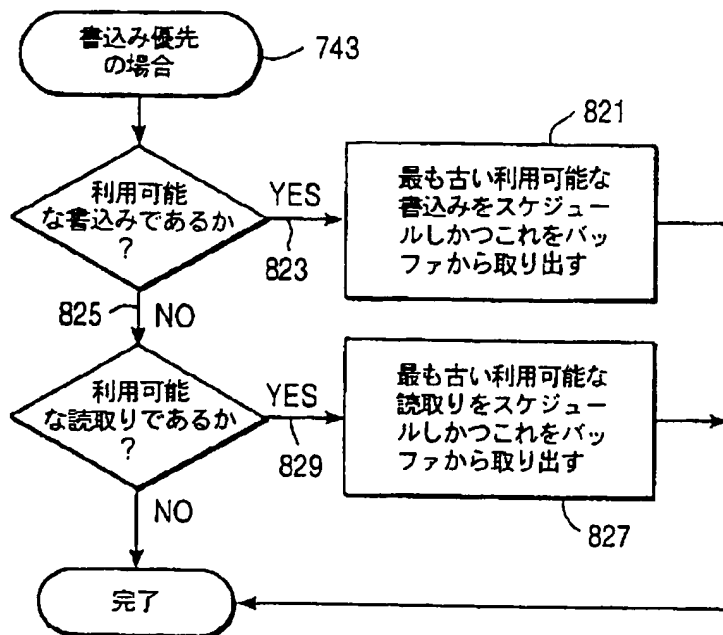 書込み優先
の場合
743
821
利用可能
な書込みであるか
?
YES
823
最も古い利用可能な
書込みをスケジュー
ルしかつこれをバッ
ファから取り出す
825
NO
利用可能
な読取りであるか
?
YES
829
最も古い利用可能な
読取りをスケジュー
ルしかつこれをバッ
ファから取り出す
827
NO
完了